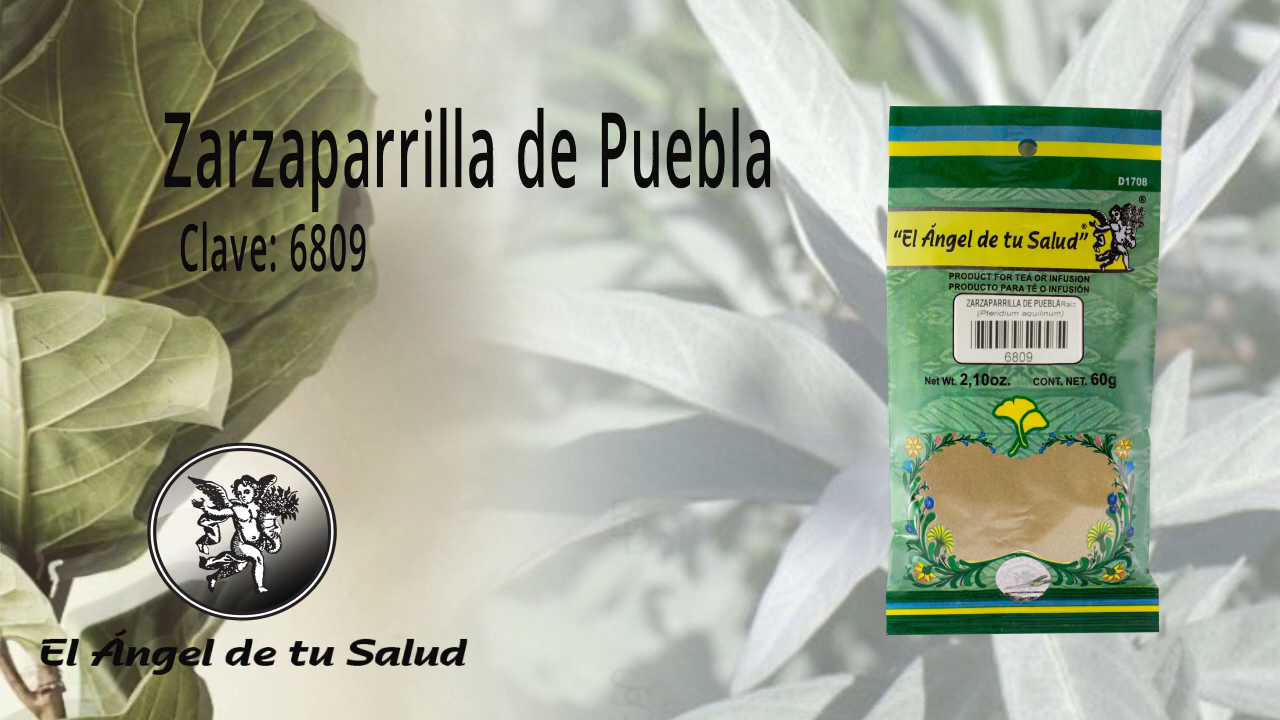 Zarzaparrilla de Puebla
Clave: 6809
El Ángel de tu Salud
D1708
"El Ángel de tu Salud"®
®
PRODUCT FOR TEA OR INFUSION
PRODUCTO PARA TÉ O INFUSIÓN
ZARZAPARRILLA DE PUEBLA Raiz
(Pteridium aquilinum)
6809
Net Wt. 2,10oz. CONT. NET. 60g